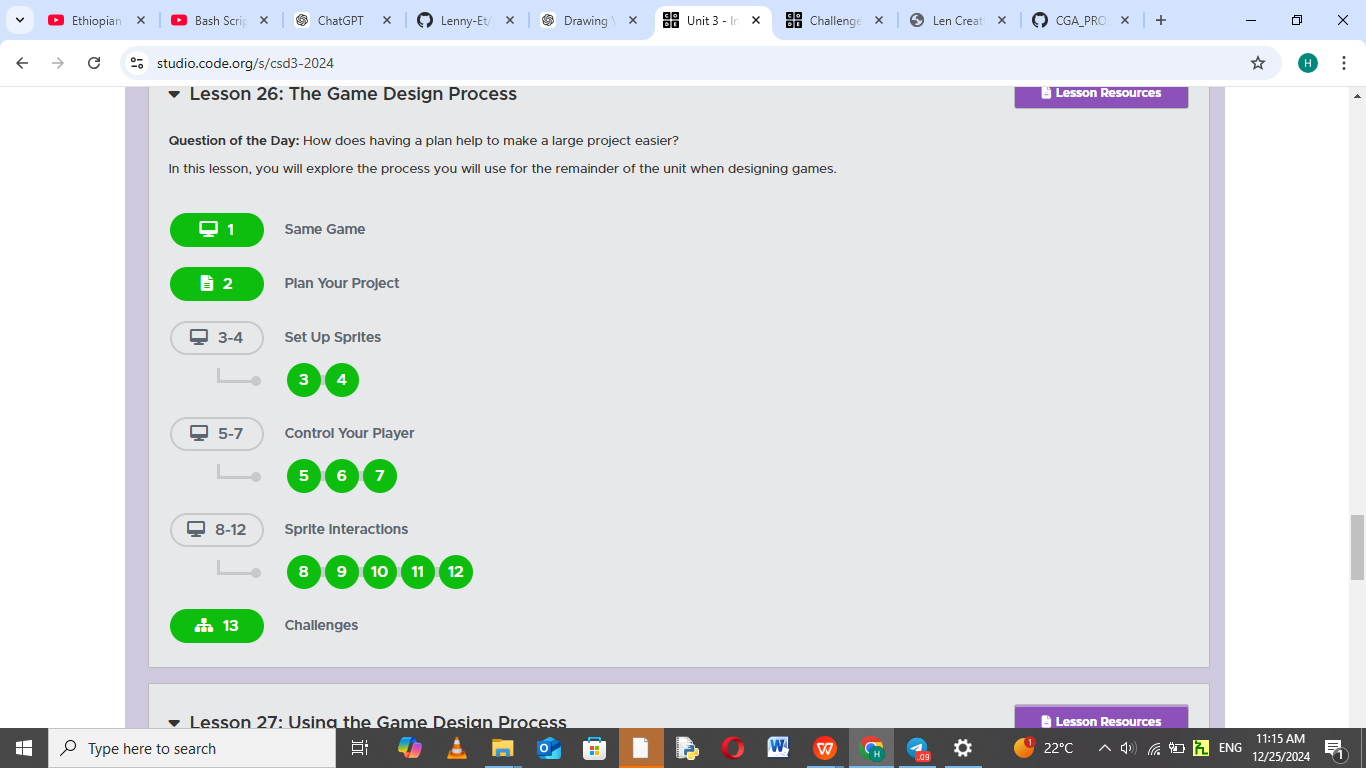 Ethiopian
Bash Scrip
ChatGPT
Lenny-Et/
Drawing
Unit 3 - In
Challenge
Len Creati
CGA_PRO
studio.code.org/s/csd3-2024
H
Lesson 26: The Game Design Process
Lesson Resources
Question of the Day: How does having a plan help to make a large project easier?
In this lesson, you will explore the process you will use for the remainder of the unit when designing games.
1 Same Game
2 Plan Your Project
3-4 Set Up Sprites
3 4
5-7 Control Your Player
5 6 7
8-12 Sprite Interactions
8 9 10 11 12
13 Challenges
Lesson 27: Using the Game Design Process
Lesson Resources
Type here to search
22°C
ENG
11:15 AM
12/25/2024